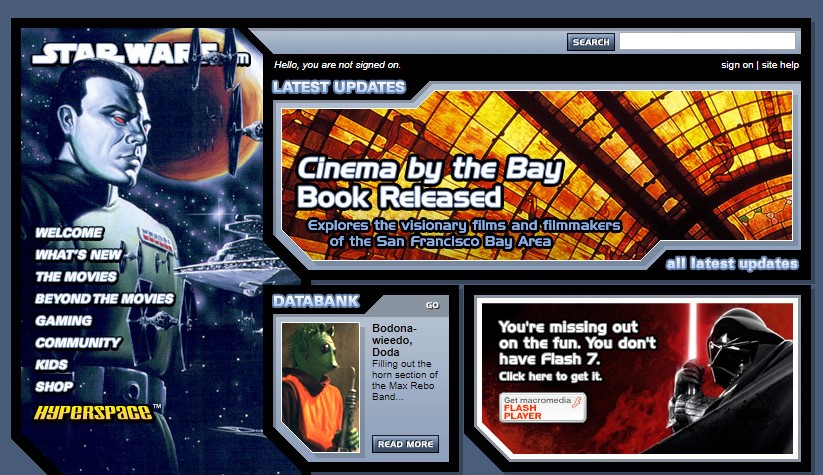 STAR WARS
SEARCH
Hello, you are not signed on.
sign on | site help
LATEST UPDATES
Cinema by the Bay
Book Released
Explores the visionary films and filmmakers
of the San Francisco Bay Area
all latest updates
WELCOME
WHAT'S NEW
THE MOVIES
BEYOND THE MOVIES
GAMING
COMMUNITY
KIDS
SHOP
HYPERSPACE™
DATABANK
GO
Bodona-
wieedo,
Doda
Filling out the
horn section of
the Max Rebo
Band...
READ MORE
You're missing out
on the fun. You don't
have Flash 7.
Click here to get it.
Get macromedia
FLASH
PLAYER